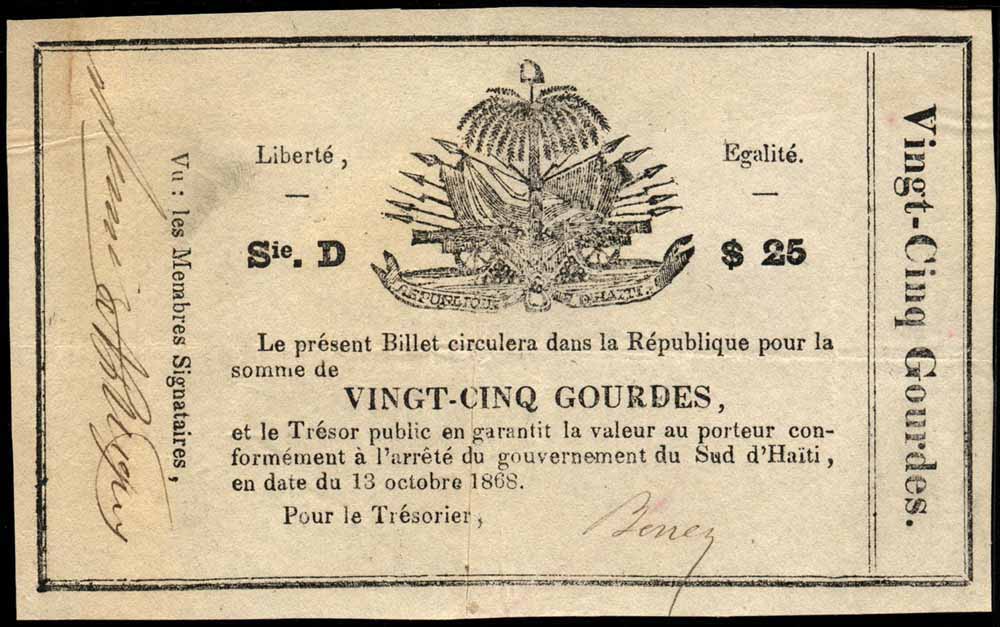 Liberté, Egalité.
— —
Sie. D $ 25
RÉPUBLIQUE D'HAITI.
Le présent Billet circulera dans la République pour la
somme de
VINGT-CINQ GOURDES,
et le Trésor public en garantit la valeur au porteur con-
formément à l'arrêté du gouvernement du Sud d'Haïti,
en date du 13 octobre 1868.
Pour le Trésorier,
Vu: les Membres Signataires,
Vingt-Cinq Gourdes.